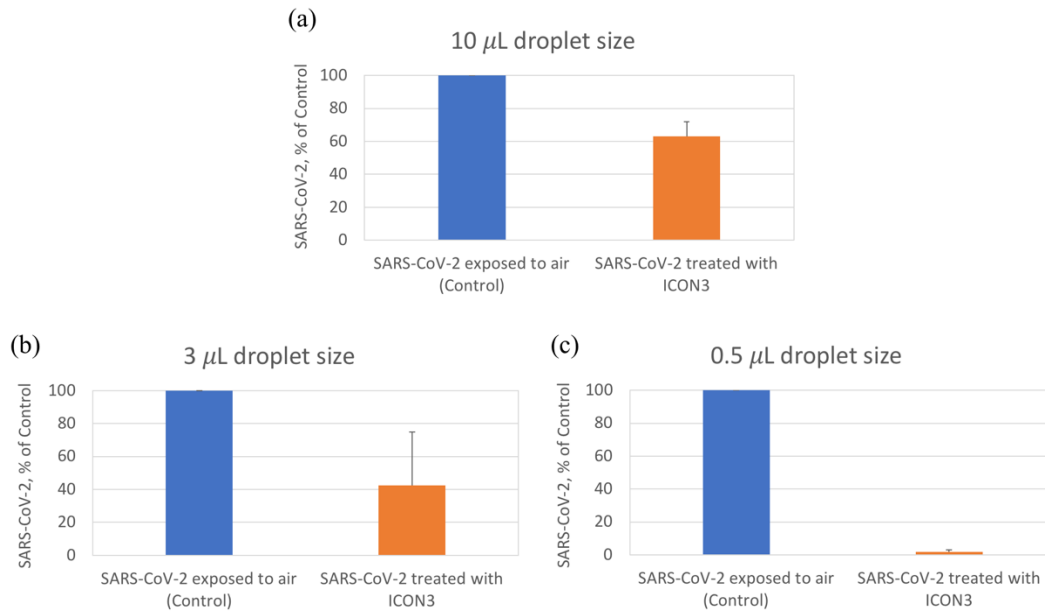 (a)
10 𝜇L droplet size
SARS-CoV-2, % of Control
100
80
60
40
20
0
SARS-CoV-2 exposed to air
(Control)
SARS-CoV-2 treated with
ICON3
(b)
3 𝜇L droplet size
SARS-CoV-2, % of Control
100
80
60
40
20
0
SARS-CoV-2 exposed to air
(Control)
SARS-CoV-2 treated with
ICON3
(c)
0.5 𝜇L droplet size
SARS-CoV-2, % of Control
100
80
60
40
20
0
SARS-CoV-2 exposed to air
(Control)
SARS-CoV-2 treated with
ICON3